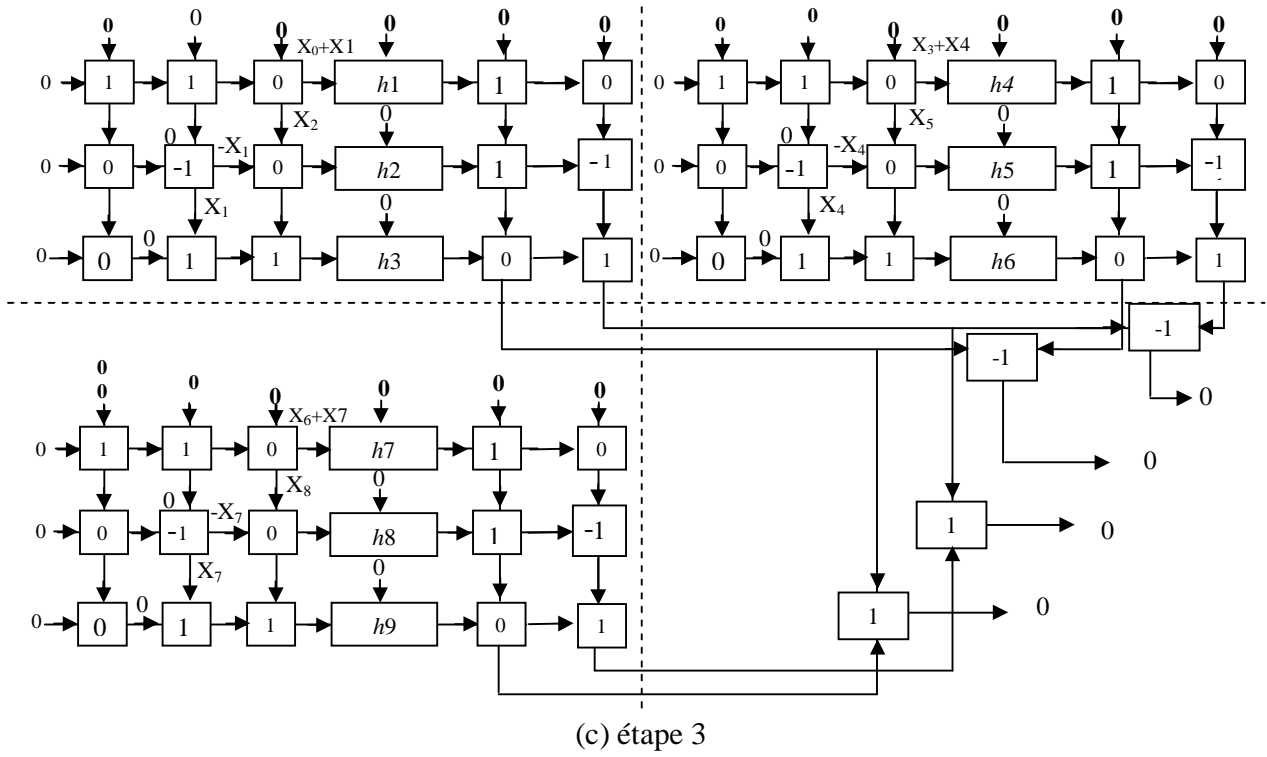 0 0 0 X₀+X1 0 0 0
0 1 1 0 h1 1 0
X₂ 0
0 0 0 -1 -X₁ 0 h2 1 -1
X₁ 0
0 0 0 1 1 h3 0 1
0 0 0 X₃+X4 0 0 0
0 1 1 0 h4 1 0
X₅ 0
0 0 0 -1 -X₄ 0 h5 1 -1
X₄ 0
0 0 0 1 1 h6 0 1
-1
-1
0
0
1 0
1 0
0
0 0 0 X₆+X7 0 0 0
0 1 1 0 h7 1 0
X₈ 0
0 0 0 -1 -X₇ 0 h8 1 -1
X₇ 0
0 0 0 1 1 h9 0 1
(c) étape 3